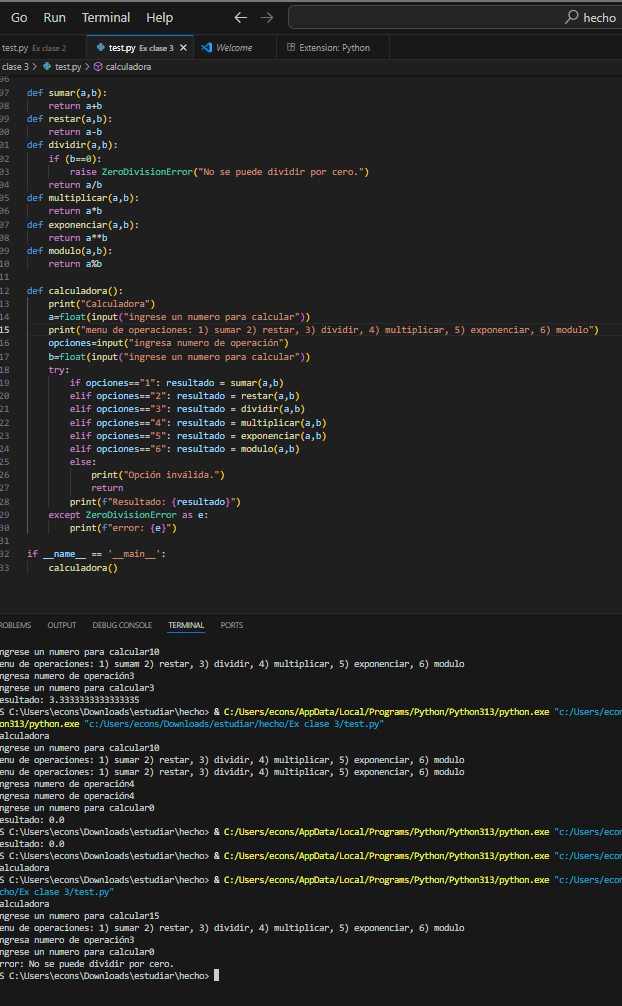 Go Run Terminal Help ← → hecho
test.py Ex clase 2 test.py Ex clase 3 × Welcome Extension: Python
clase 3 > test.py > calculadora
96
97 def sumar(a,b):
98 return a+b
99 def restar(a,b):
00 return a-b
01 def dividir(a,b):
02 if (b==0):
03 raise ZeroDivisionError("No se puede dividir por cero.")
04 return a/b
05 def multiplicar(a,b):
06 return a*b
07 def exponenciar(a,b):
08 return a**b
09 def modulo(a,b):
10 return a%b
11
12 def calculadora():
13 print("Calculadora")
14 a=float(input("ingrese un numero para calcular"))
15 print("menu de operaciones: 1) sumar 2) restar, 3) dividir, 4) multiplicar, 5) exponenciar, 6) modulo")
16 opciones=input("ingresa numero de operación")
17 b=float(input("ingrese un numero para calcular"))
18 try:
19 if opciones=="1": resultado = sumar(a,b)
20 elif opciones=="2": resultado = restar(a,b)
21 elif opciones=="3": resultado = dividir(a,b)
22 elif opciones=="4": resultado = multiplicar(a,b)
23 elif opciones=="5": resultado = exponenciar(a,b)
24 elif opciones=="6": resultado = modulo(a,b)
25 else:
26 print("Opción inválida.")
27 return
28 print(f"Resultado: {resultado}")
29 except ZeroDivisionError as e:
30 print(f"error: {e}")
31
32 if __name__ == '__main__':
33 calculadora()
ROBLEMS OUTPUT DEBUG CONSOLE TERMINAL PORTS
ngrese un numero para calcular10
enu de operaciones: 1) sumam 2) restar, 3) dividir, 4) multiplicar, 5) exponenciar, 6) modulo
ngresa numero de operación3
ngrese un numero para calcular3
esultado: 3.3333333333333335
S C:\Users\econs\Downloads\estudiar\hecho> & C:/Users/econs/AppData/Local/Programs/Python/Python313/python.exe "c:/Users/econ
on313/python.exe "c:/Users/econs/Downloads/estudiar/hecho/Ex clase 3/test.py"
alculadora
ngrese un numero para calcular10
enu de operaciones: 1) sumar 2) restar, 3) dividir, 4) multiplicar, 5) exponenciar, 6) modulo
enu de operaciones: 1) sumar 2) restar, 3) dividir, 4) multiplicar, 5) exponenciar, 6) modulo
ngresa numero de operación4
ngresa numero de operación4
ngrese un numero para calcular0
esultado: 0.0
S C:\Users\econs\Downloads\estudiar\hecho> & C:/Users/econs/AppData/Local/Programs/Python/Python313/python.exe "c:/Users/econ
esultado: 0.0
S C:\Users\econs\Downloads\estudiar\hecho> & C:/Users/econs/AppData/Local/Programs/Python/Python313/python.exe "c:/Users/econ
alculadora
S C:\Users\econs\Downloads\estudiar\hecho> & C:/Users/econs/AppData/Local/Programs/Python/Python313/python.exe "c:/Users/econ
echo/Ex clase 3/test.py"
alculadora
ngrese un numero para calcular15
enu de operaciones: 1) sumar 2) restar, 3) dividir, 4) multiplicar, 5) exponenciar, 6) modulo
ngresa numero de operación3
ngrese un numero para calcular0
rror: No se puede dividir por cero.
S C:\Users\econs\Downloads\estudiar\hecho>